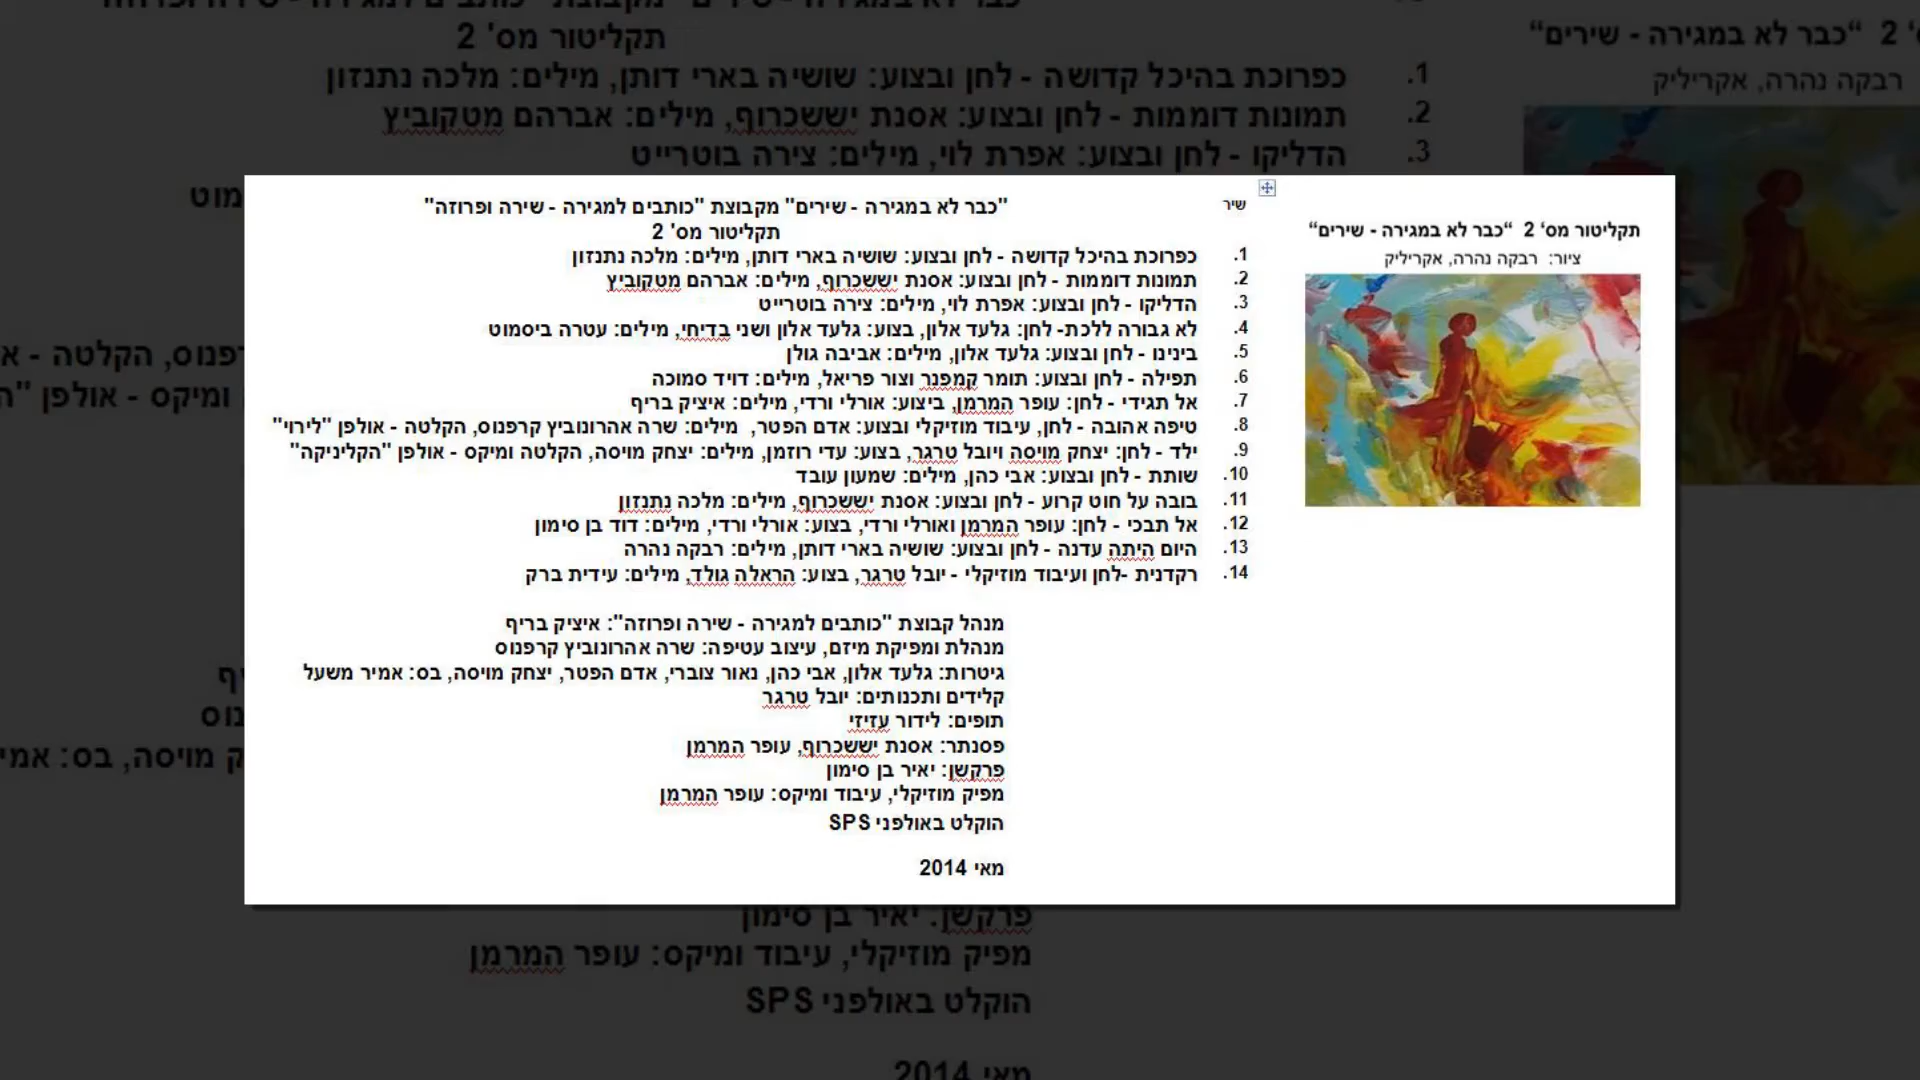 תקליטור מס' 2 "כבר לא במגירה - שירים"
ציור: רבקה נהרה, אקריליק
שיר
"כבר לא במגירה - שירים" מקבוצת "כותבים למגירה - שירה ופרוזה"
תקליטור מס' 2
1. כפרוכת בהיכל קדושה - לחן ובצוע: שושיה בארי דותן, מילים: מלכה נתנזון
2. תמונות דוממות - לחן ובצוע: אסנת יששכרוף, מילים: אברהם מטקוביץ
3. הדליקו - לחן ובצוע: אפרת לוי, מילים: צירה בוטרייט
4. לא גבורה ללכת- לחן: גלעד אלון, בצוע: גלעד אלון ושני בדיחי, מילים: עטרה ביסמוט
5. בינינו - לחן ובצוע: גלעד אלון, מילים: אביבה גולן
6. תפילה - לחן ובצוע: תומר קמפנר וצור פריאל, מילים: דויד סמוכה
7. אל תגידי - לחן: עופר המרמן, ביצוע: אורלי ורדי, מילים: איציק בריף
8. טיפה אהובה - לחן, עיבוד מוזיקלי ובצוע: אדם הפטר, מילים: שרה אהרונוביץ קרפנוס, הקלטה - אולפן "לירוי"
9. ילד - לחן: יצחק מויסה ויובל טרגר, בצוע: עדי רוזמן, מילים: יצחק מויסה, הקלטה ומיקס - אולפן "הקליניקה"
10. שותת - לחן ובצוע: אבי כהן, מילים: שמעון עובד
11. בובה על חוט קרוע - לחן ובצוע: אסנת יששכרוף, מילים: מלכה נתנזון
12. אל תבכי - לחן: עופר המרמן ואורלי ורדי, בצוע: אורלי ורדי, מילים: דוד בן סימון
13. היום היתה עדנה - לחן ובצוע: שושיה בארי דותן, מילים: רבקה נהרה
14. רקדנית -לחן ועיבוד מוזיקלי - יובל טרגר, בצוע: הראלה גולד, מילים: עידית ברק
מנהל קבוצת "כותבים למגירה - שירה ופרוזה": איציק בריף
מנהלת ומפיקת מיזם, עיצוב עטיפה: שרה אהרונוביץ קרפנוס
גיטרות: גלעד אלון, אבי כהן, נאור צוברי, אדם הפטר, יצחק מויסה, בס: אמיר משעל
קלידים ותכנותים: יובל טרגר
תופים: לידור עזיזי
פסנתר: אסנת יששכרוף, עופר המרמן
פרקשן: יאיר בן סימון
מפיק מוזיקלי, עיבוד ומיקס: עופר המרמן
הוקלט באולפני SPS
מאי 2014